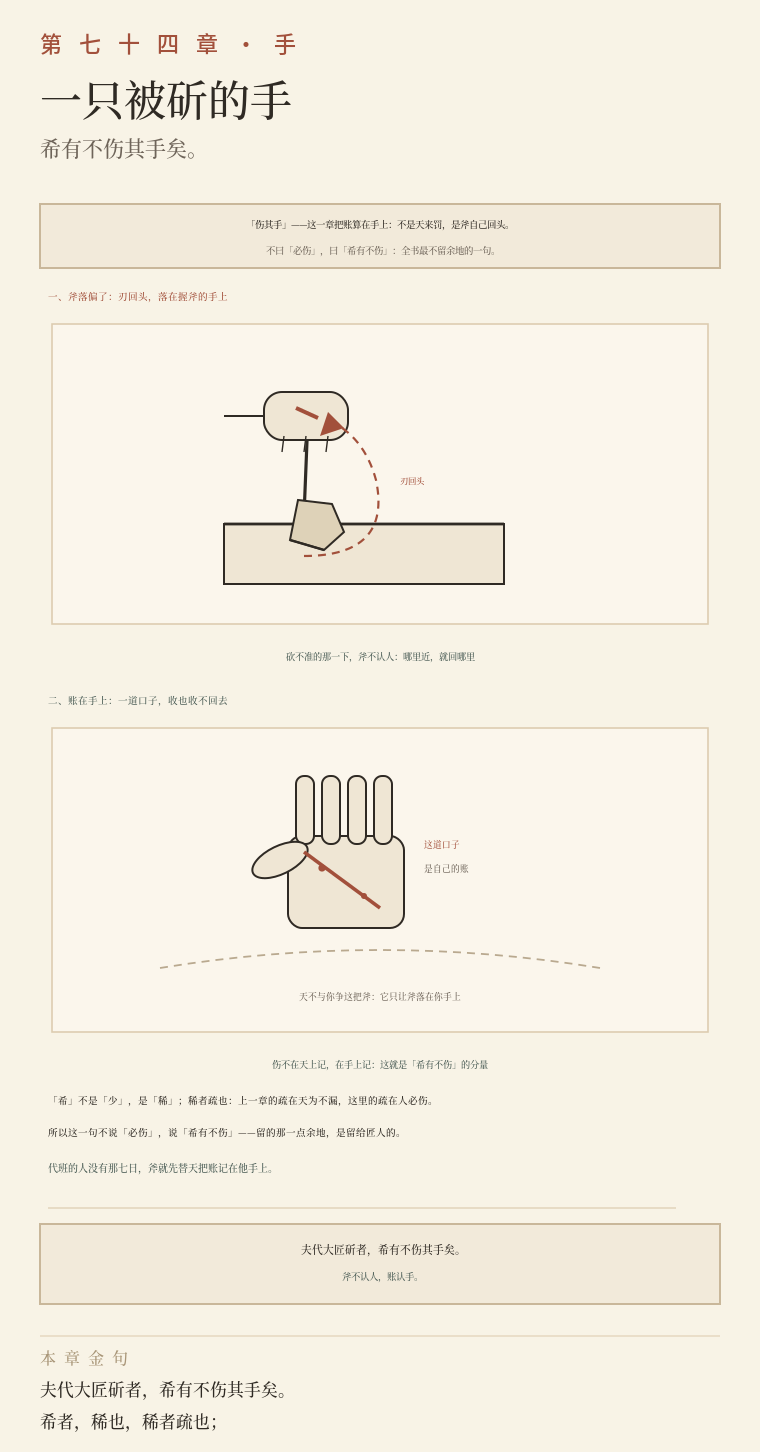 第七十四章·手
一只被斫的手
希有不伤其手矣。
「伤其手」——这一章把账算在手上：不是天来罚，是斧自己回头。
不曰「必伤」，曰「希有不伤」：全书最不留余地的一句。
一、斧落偏了：刃回头，落在握斧的手上
刃回头
砍不准的那一下，斧不认人：哪里近，就回哪里
二、账在手上：一道口子，收也收不回去
这道口子
是自己的账
天不与你争这把斧：它只让斧落在你手上
伤不在天上记，在手上记：这就是「希有不伤」的分量
「希」不是「少」，是「稀」；稀者疏也：上一章的疏在天为不漏，这里的疏在人必伤。
所以这一句不说「必伤」，说「希有不伤」——留的那一点余地，是留给匠人的。
代班的人没有那七日，斧就先替天把账记在他手上。
夫代大匠斫者，希有不伤其手矣。
斧不认人，账认手。
本章金句
夫代大匠斫者，希有不伤其手矣。
希者，稀也，稀者疏也；